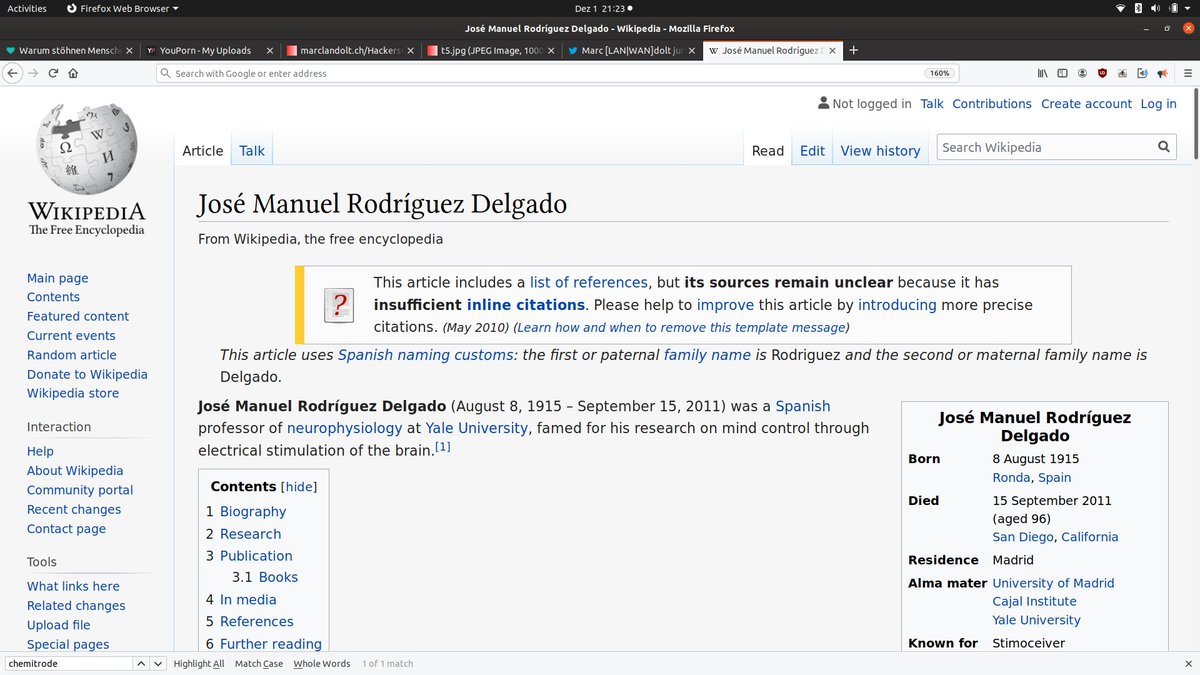 Activities Firefox Web Browser Dez 1 21:23
José Manuel Rodríguez Delgado - Wikipedia - Mozilla Firefox
Warum stöhnen Mensch YouPorn - My Uploads marclandolt.ch/Hackers t5.jpg (JPEG Image, 1000 Marc [LAN|WAN]dolt jun José Manuel Rodríguez D
Search with Google or enter address 160%
Not logged in Talk Contributions Create account Log in
Article Talk Read Edit View history Search Wikipedia
WIKIPEDIA
The Free Encyclopedia
Main page
Contents
Featured content
Current events
Random article
Donate to Wikipedia
Wikipedia store
Interaction
Help
About Wikipedia
Community portal
Recent changes
Contact page
Tools
What links here
Related changes
Upload file
Special pages
José Manuel Rodríguez Delgado
From Wikipedia, the free encyclopedia
This article includes a list of references, but its sources remain unclear because it has
insufficient inline citations. Please help to improve this article by introducing more precise
citations. (May 2010) (Learn how and when to remove this template message)
This article uses Spanish naming customs: the first or paternal family name is Rodriguez and the second or maternal family name is
Delgado.
José Manuel Rodríguez Delgado (August 8, 1915 – September 15, 2011) was a Spanish
professor of neurophysiology at Yale University, famed for his research on mind control through
electrical stimulation of the brain.[1]
Contents [hide]
1 Biography
2 Research
3 Publication
3.1 Books
4 In media
5 References
6 Further reading
José Manuel Rodríguez
Delgado
Born 8 August 1915
Ronda, Spain
Died 15 September 2011
(aged 96)
San Diego, California
Residence Madrid
Alma mater University of Madrid
Cajal Institute
Yale University
Known for Stimoceiver
chemitrode Highlight All Match Case Whole Words 1 of 1 match